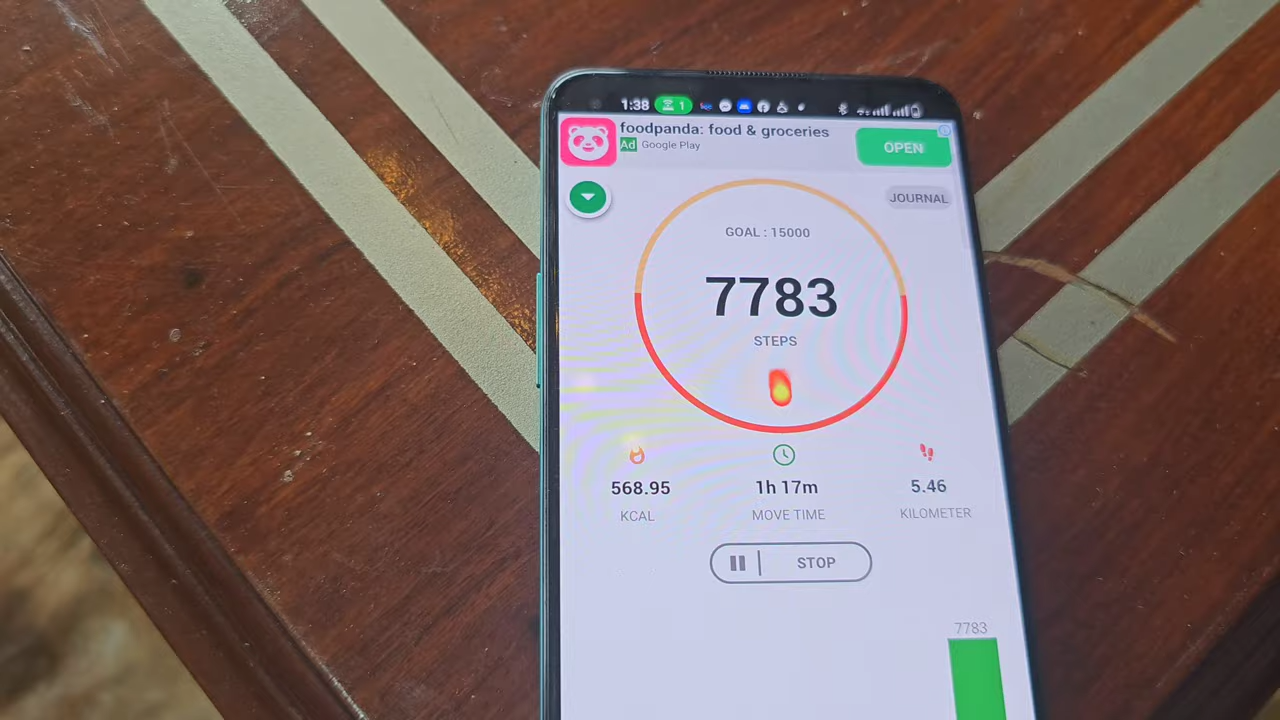 1:38
1
foodpanda: food & groceries
Ad Google Play
OPEN
JOURNAL
GOAL : 15000
7783
STEPS
568.95
1h 17m
5.46
KCAL
MOVE TIME
KILOMETER
STOP
7783